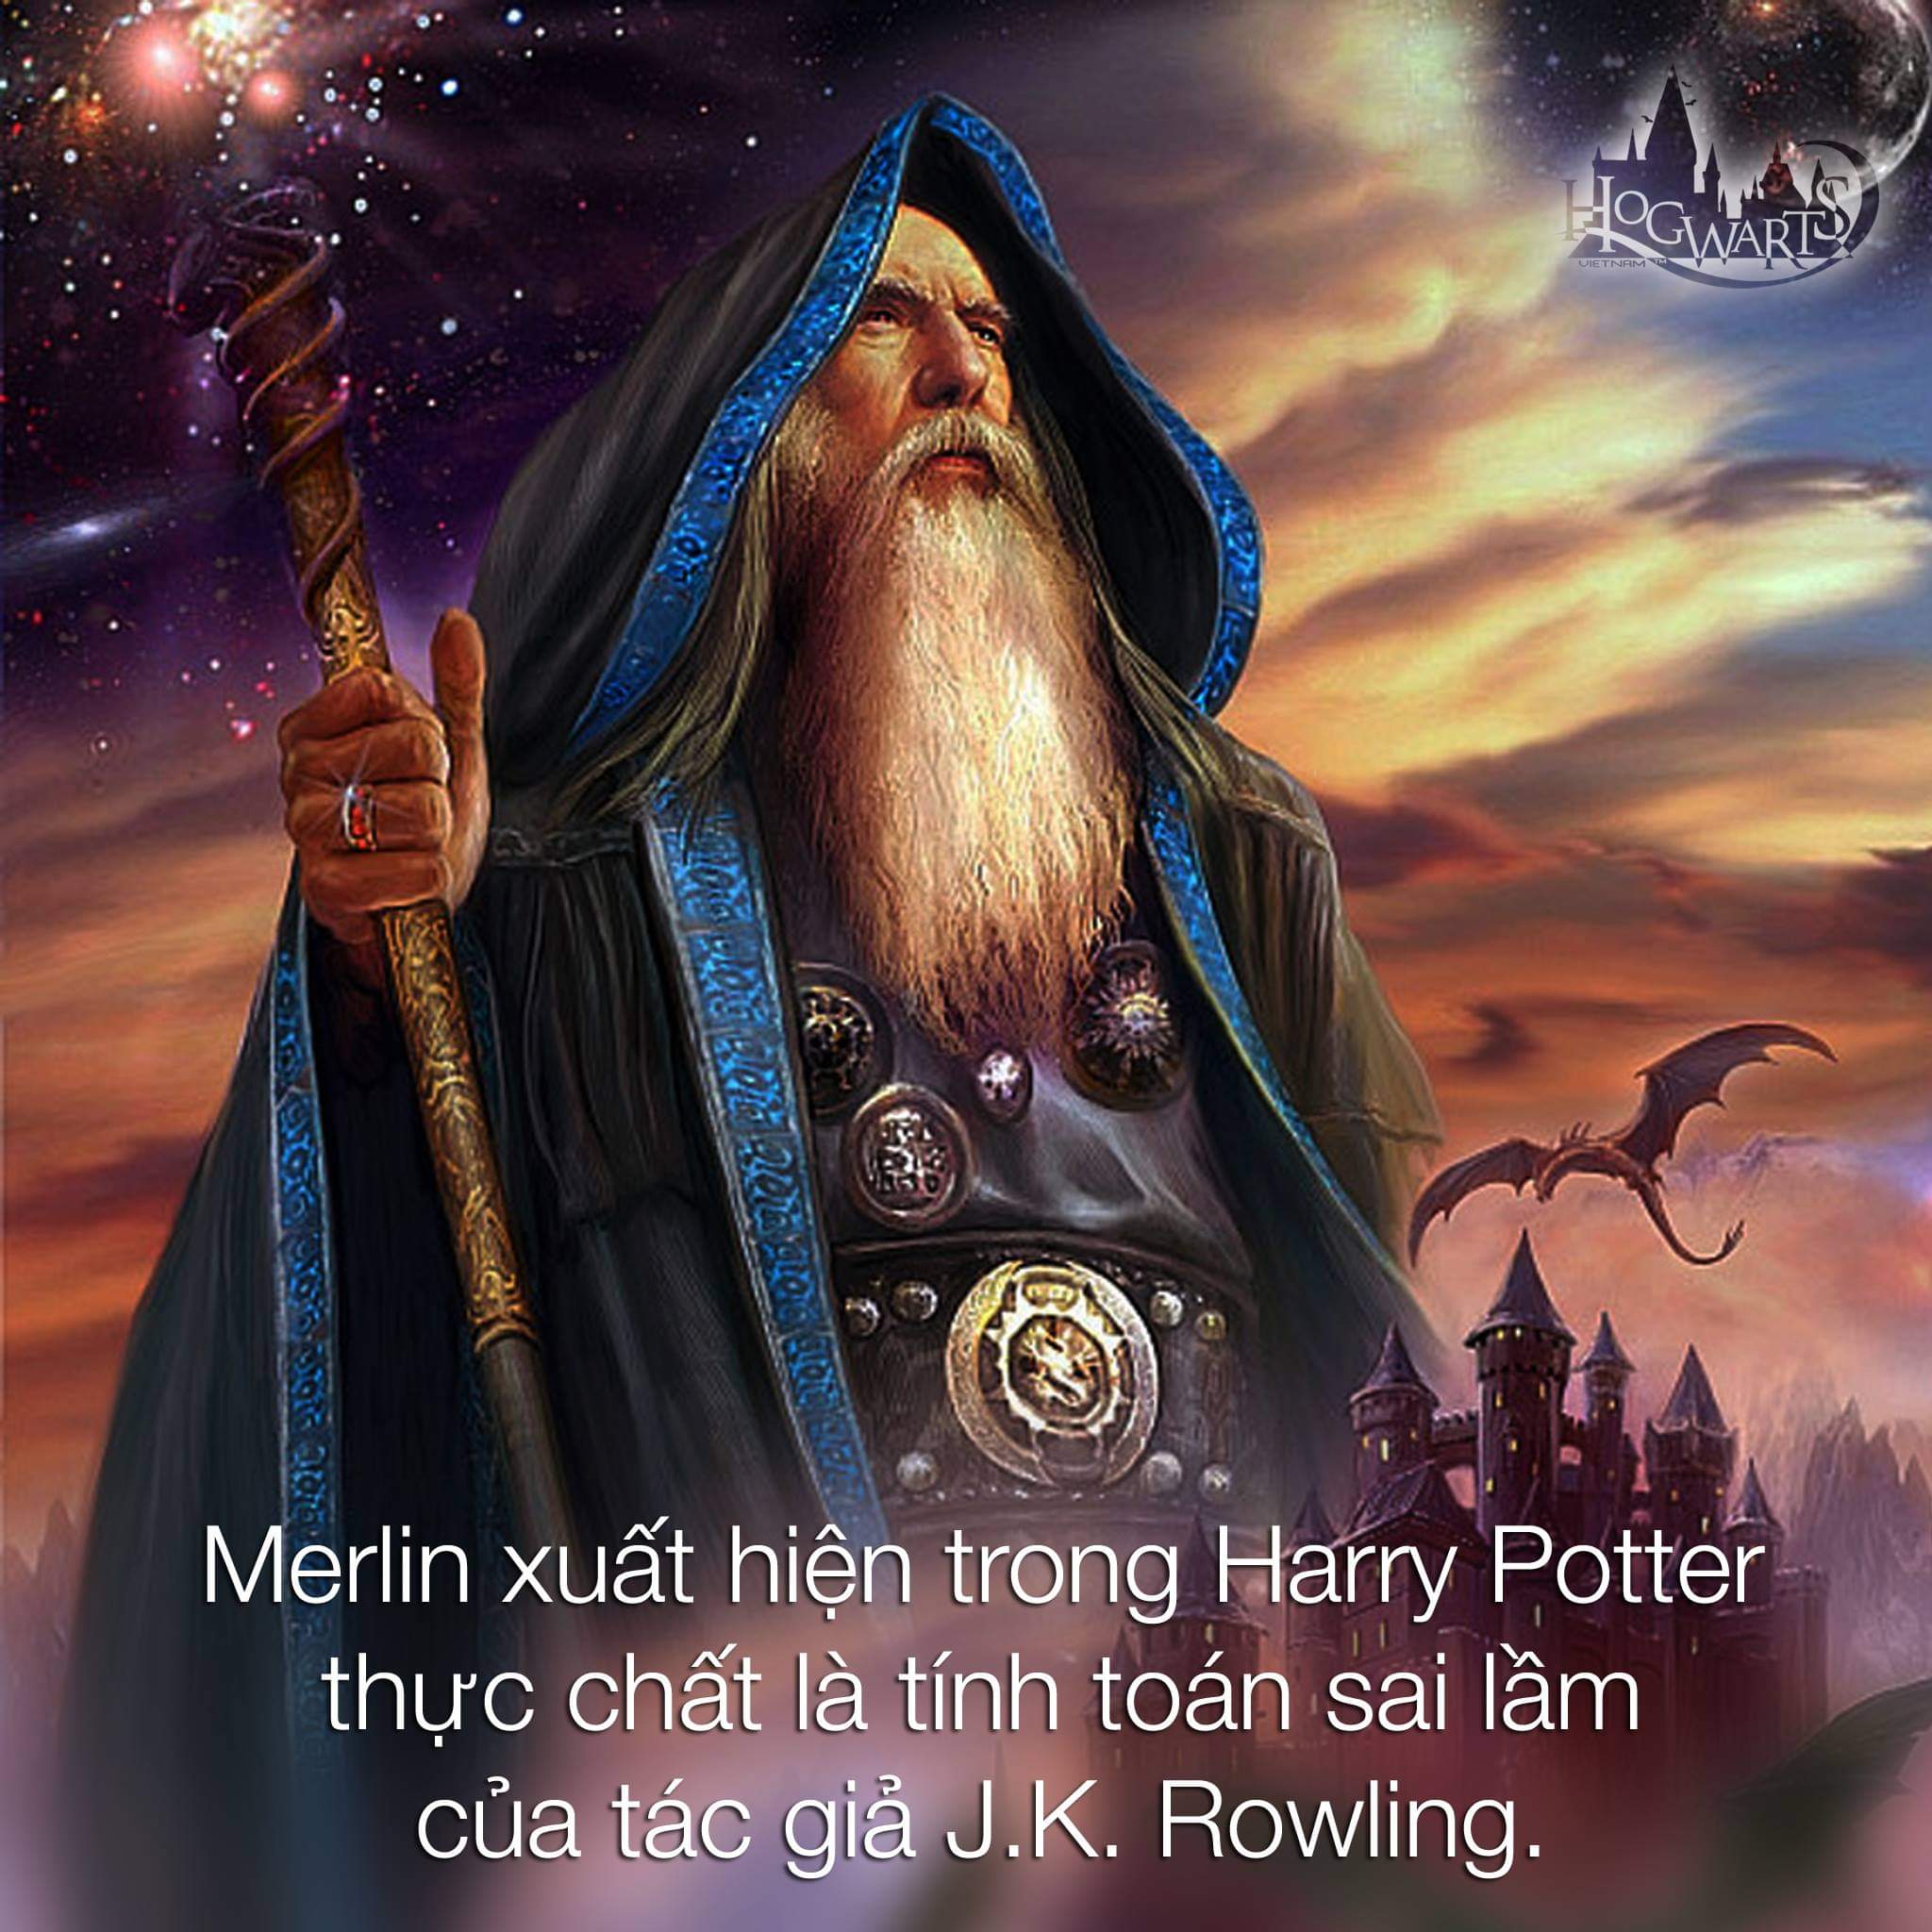 HOGWARTS
VIETNAM ™
Merlin xuất hiện trong Harry Potter
thực chất là tính toán sai lầm
của tác giả J.K. Rowling.